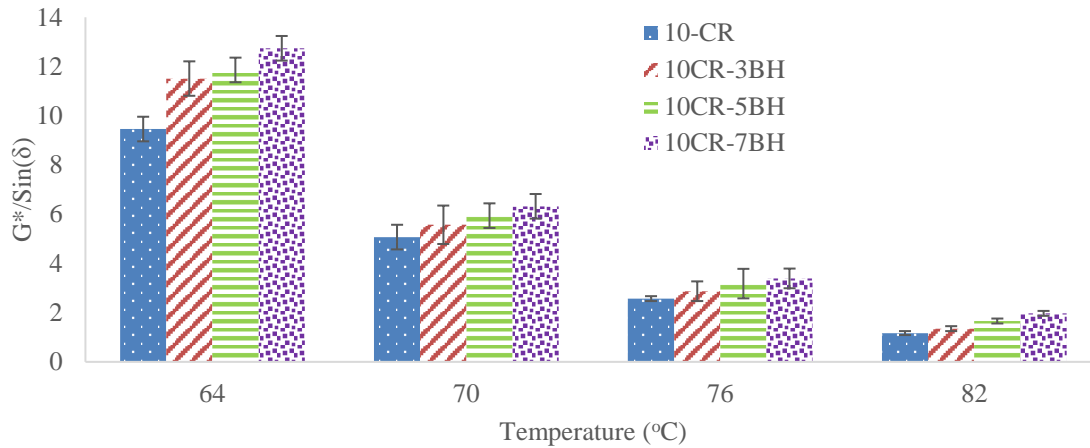 14
12
10
8
6
4
2
0
G*/Sin(δ)
10-CR
10CR-3BH
10CR-5BH
10CR-7BH
64 70 76 82
Temperature (ᵒC)